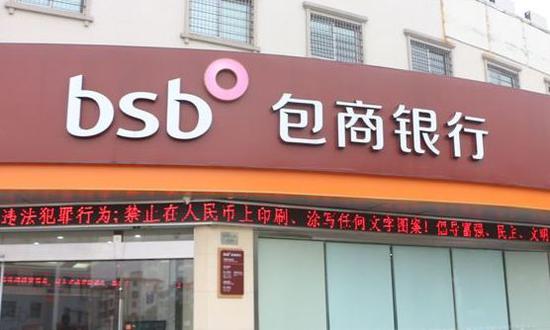 bsb 包商银行
违法犯罪行为;禁止在人民币上印刷、涂写任何文字图案!倡导富强、民主、文明
bsb